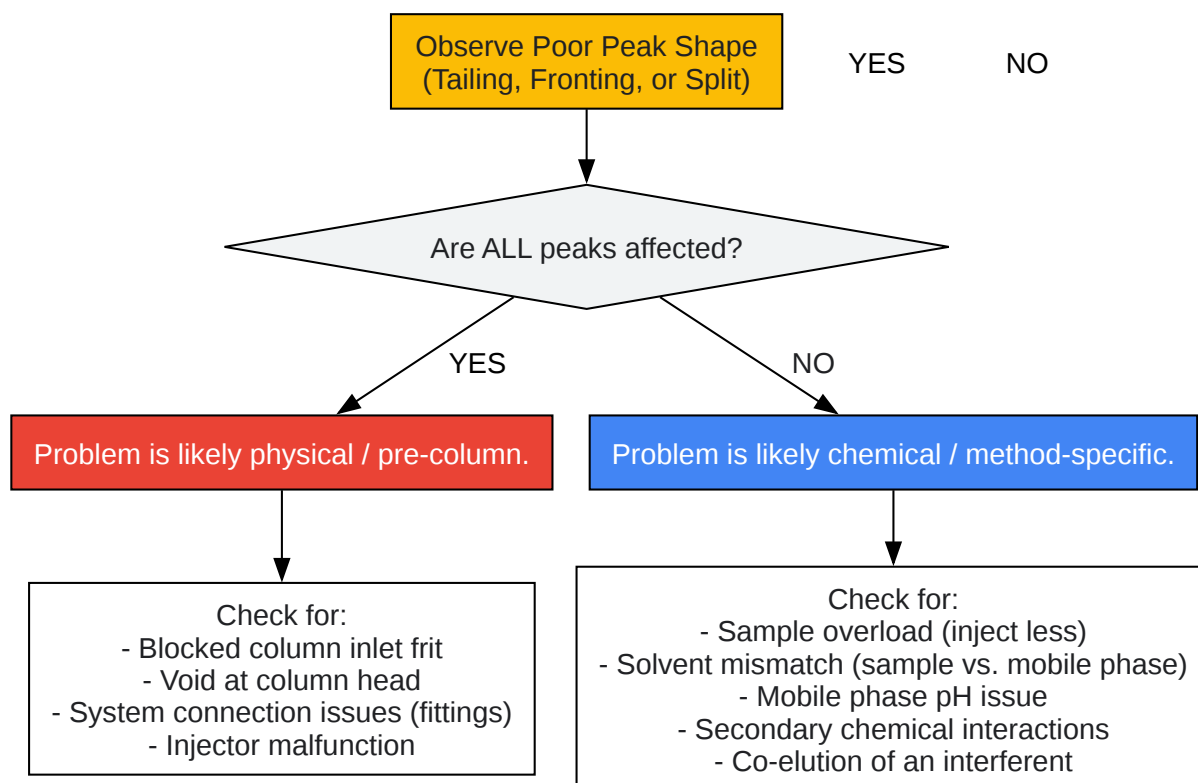 Observe Poor Peak Shape
(Tailing, Fronting, or Split)
YES
NO
Are ALL peaks affected?
YES
NO
Problem is likely physical / pre-column.
Problem is likely chemical / method-specific.
Check for:
- Blocked column inlet frit
- Void at column head
- System connection issues (fittings)
- Injector malfunction
Check for:
- Sample overload (inject less)
- Solvent mismatch (sample vs. mobile phase)
- Mobile phase pH issue
- Secondary chemical interactions
- Co-elution of an interferent